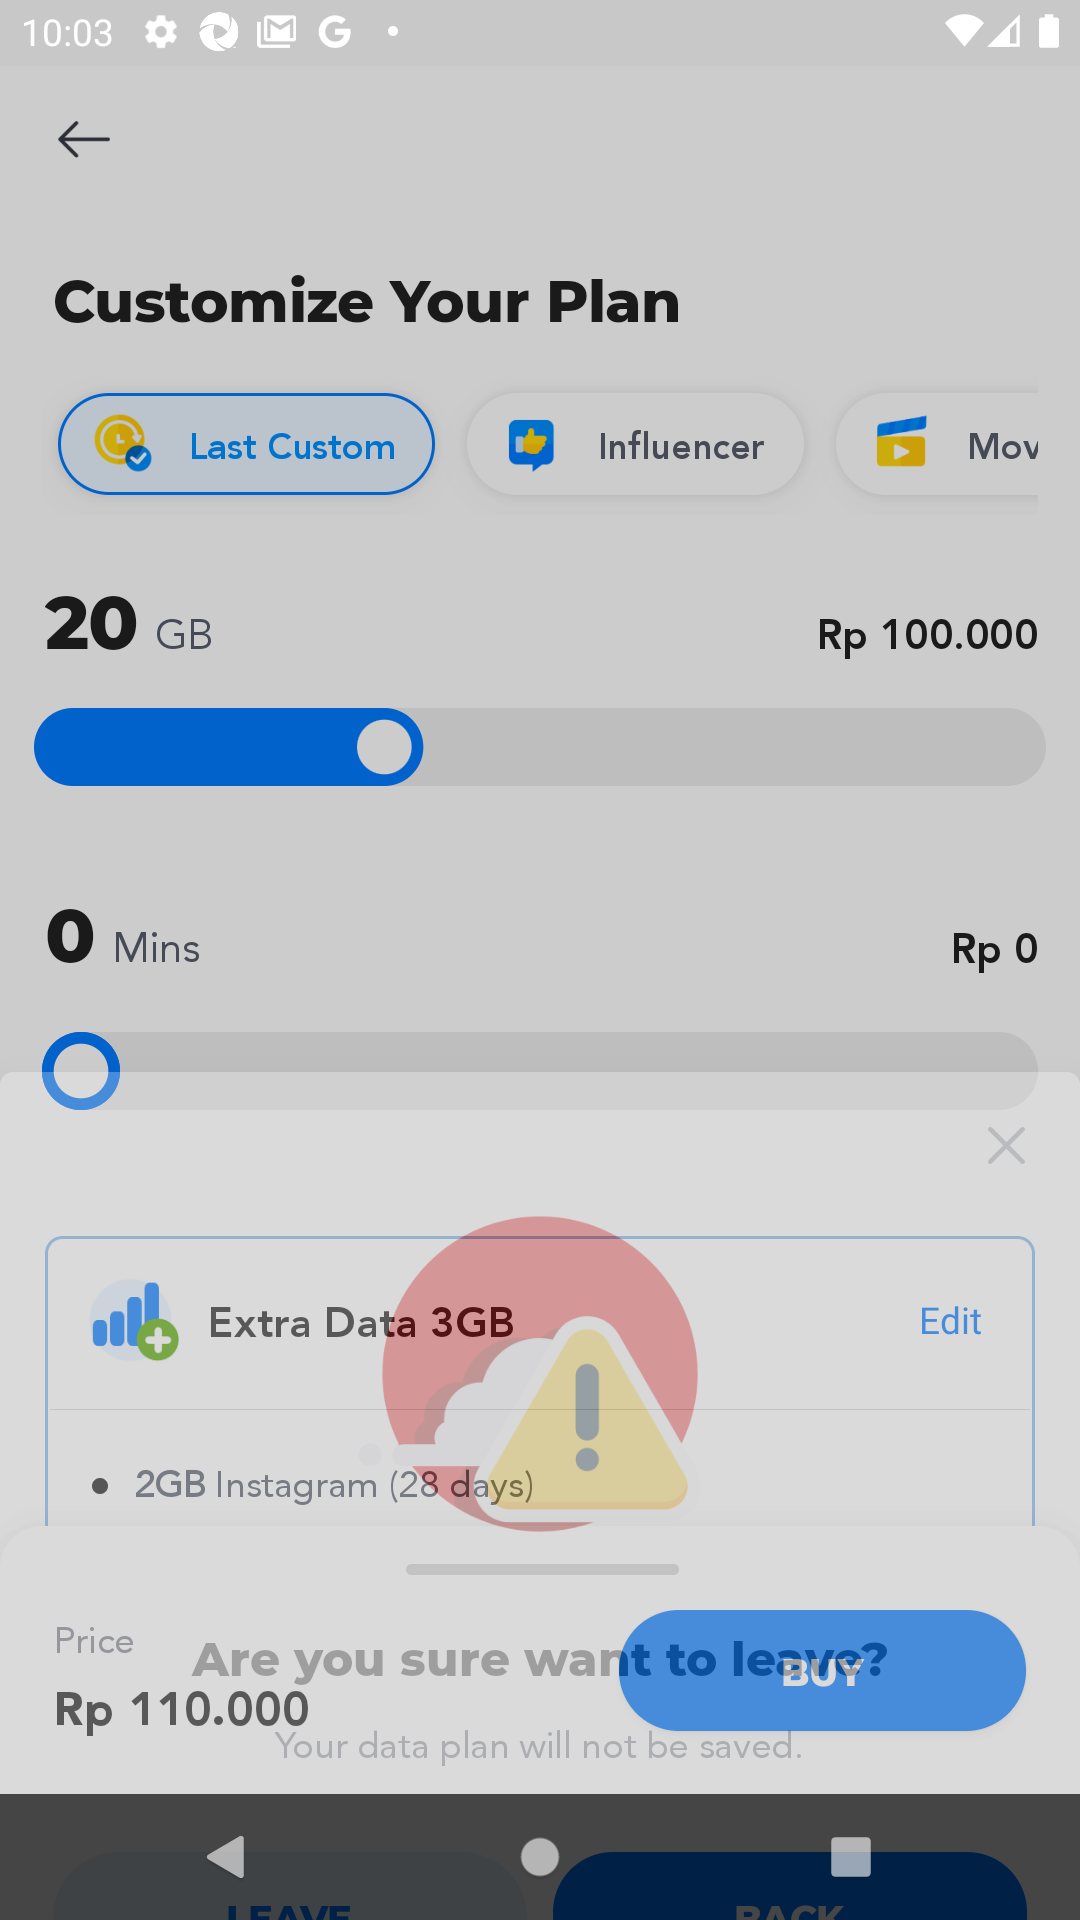 10:03
Customize Your Plan
Last Custom
Influencer
Mov
20 GB
Rp 100.000
0 Mins
Rp 0
Extra Data 3GB
Edit
2GB Instagram (28 days)
Price
Rp 110.000
BUY
Are you sure want to leave?
Your data plan will not be saved.
LEAVE
BACK